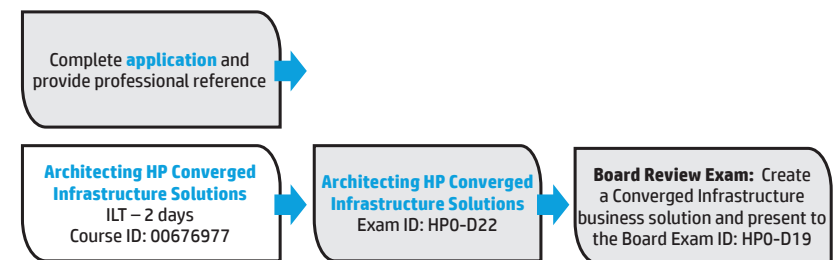 Complete application and
provide professional reference
Architecting HP Converged
Infrastructure Solutions
ILT – 2 days
Course ID: 00676977
Architecting HP Converged
Infrastructure Solutions
Exam ID: HP0-D22
Board Review Exam: Create
a Converged Infrastructure
business solution and present to
the Board Exam ID: HP0-D19